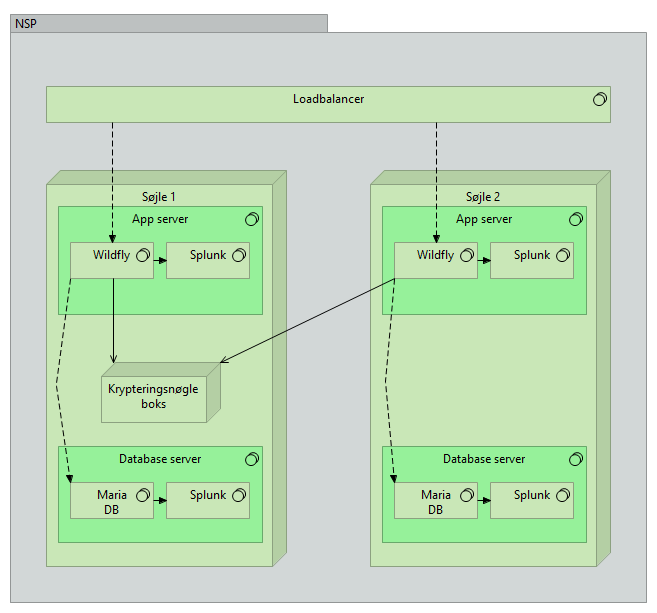 NSP
Loadbalancer
Søjle 1
App server
Wildfly
Splunk
Krypteringsnøgle
boks
Database server
Maria
DB
Splunk
Søjle 2
App server
Wildfly
Splunk
Database server
Maria
DB
Splunk